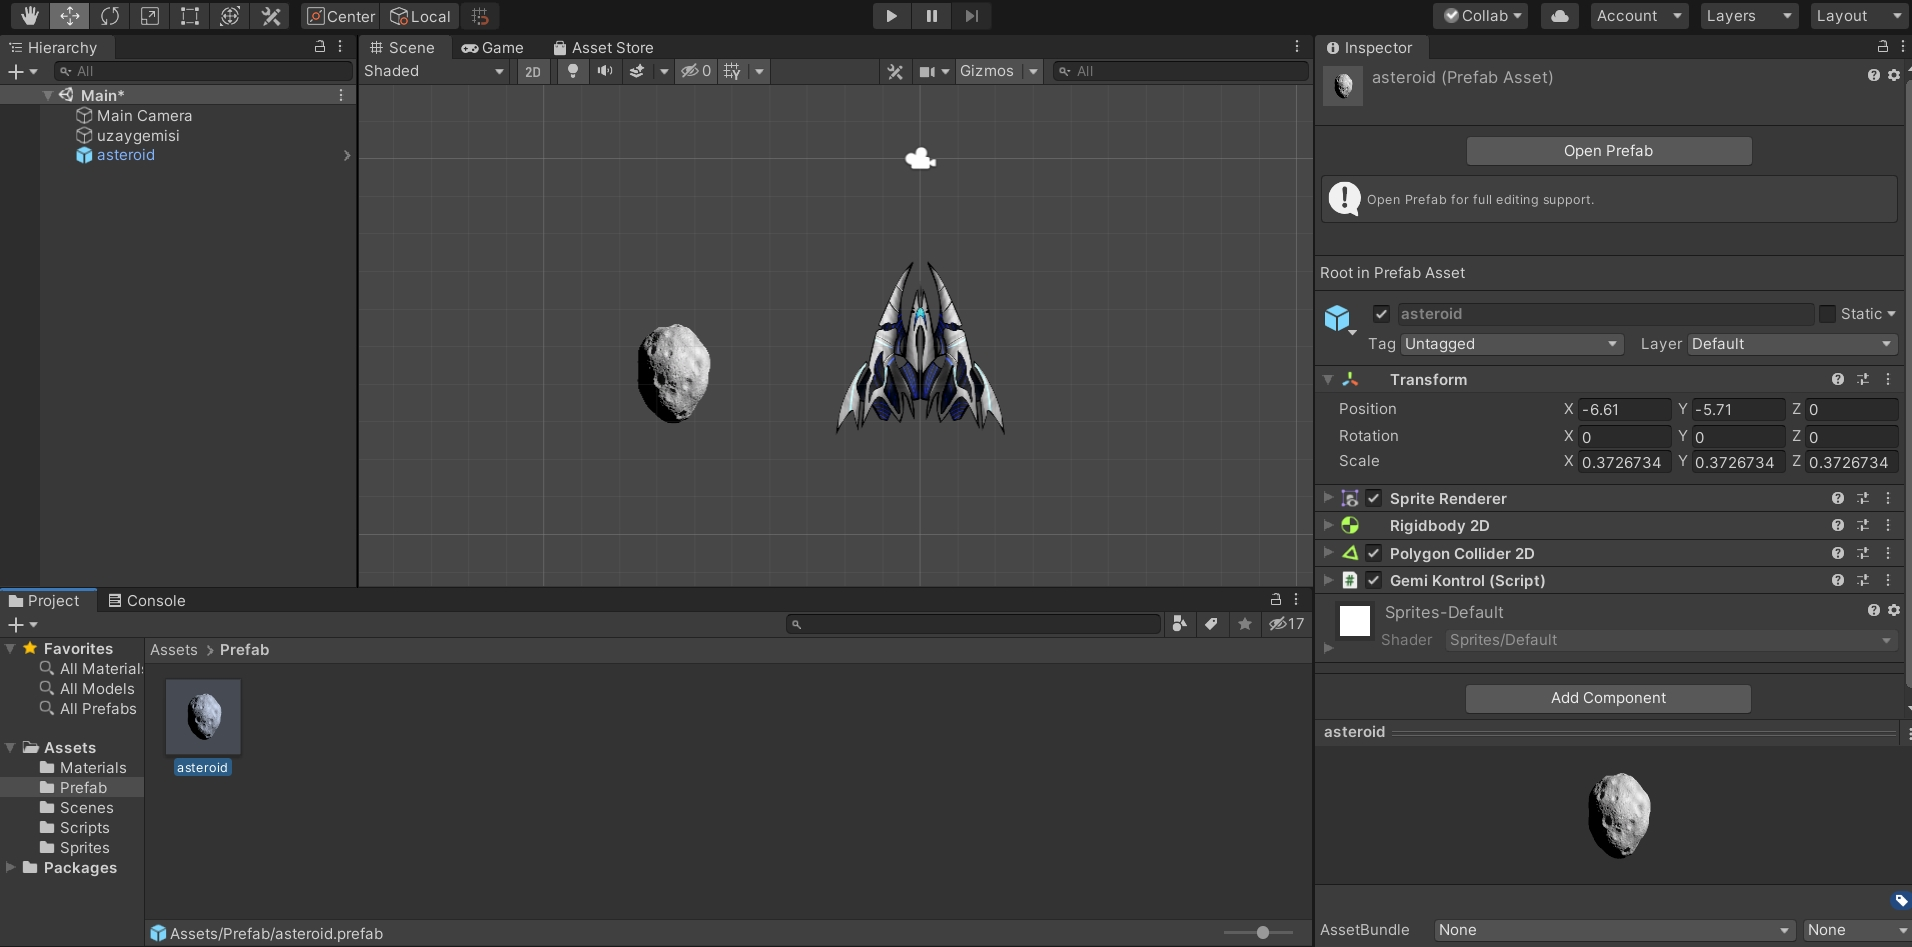 Center Local Collab Account Layers Layout
Hierarchy
All
Main*
Main Camera
uzaygemisi
asteroid
Scene Game Asset Store
Shaded 2D 0 Gizmos All
Inspector
asteroid (Prefab Asset)
Open Prefab
Open Prefab for full editing support.
Root in Prefab Asset
asteroid Static
Tag Untagged Layer Default
Transform
Position X -6.61 Y -5.71 Z 0
Rotation X 0 Y 0 Z 0
Scale X 0.3726734 Y 0.3726734 Z 0.3726734
Sprite Renderer
Rigidbody 2D
Polygon Collider 2D
# Gemi Kontrol (Script)
Sprites-Default
Shader Sprites/Default
Add Component
asteroid
AssetBundle None None
Project Console
17
Favorites
All Materials
All Models
All Prefabs
Assets
Materials
Prefab
Scenes
Scripts
Sprites
Packages
Assets > Prefab
asteroid
Assets/Prefab/asteroid.prefab